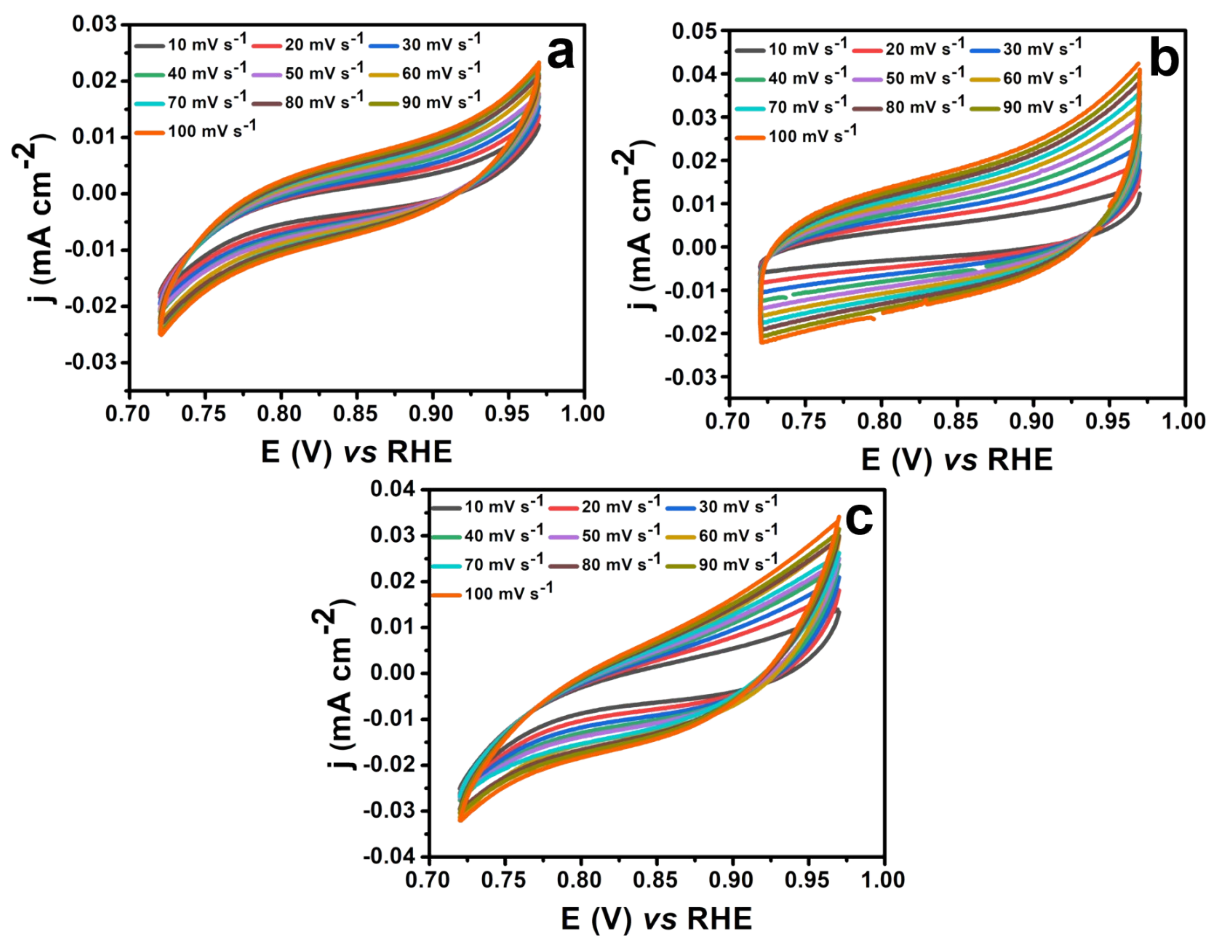 a
10 mV s⁻¹ 20 mV s⁻¹ 30 mV s⁻¹
40 mV s⁻¹ 50 mV s⁻¹ 60 mV s⁻¹
70 mV s⁻¹ 80 mV s⁻¹ 90 mV s⁻¹
100 mV s⁻¹
j (mA cm⁻²)
0.03
0.02
0.01
0.00
-0.01
-0.02
-0.03
0.70 0.75 0.80 0.85 0.90 0.95 1.00
E (V) vs RHE
b
10 mV s⁻¹ 20 mV s⁻¹ 30 mV s⁻¹
40 mV s⁻¹ 50 mV s⁻¹ 60 mV s⁻¹
70 mV s⁻¹ 80 mV s⁻¹ 90 mV s⁻¹
100 mV s⁻¹
j (mA cm⁻²)
0.05
0.04
0.03
0.02
0.01
0.00
-0.01
-0.02
-0.03
0.70 0.75 0.80 0.85 0.90 0.95 1.00
E (V) vs RHE
c
10 mV s⁻¹ 20 mV s⁻¹ 30 mV s⁻¹
40 mV s⁻¹ 50 mV s⁻¹ 60 mV s⁻¹
70 mV s⁻¹ 80 mV s⁻¹ 90 mV s⁻¹
100 mV s⁻¹
j (mA cm⁻²)
0.04
0.03
0.02
0.01
0.00
-0.01
-0.02
-0.03
-0.04
0.70 0.75 0.80 0.85 0.90 0.95 1.00
E (V) vs RHE